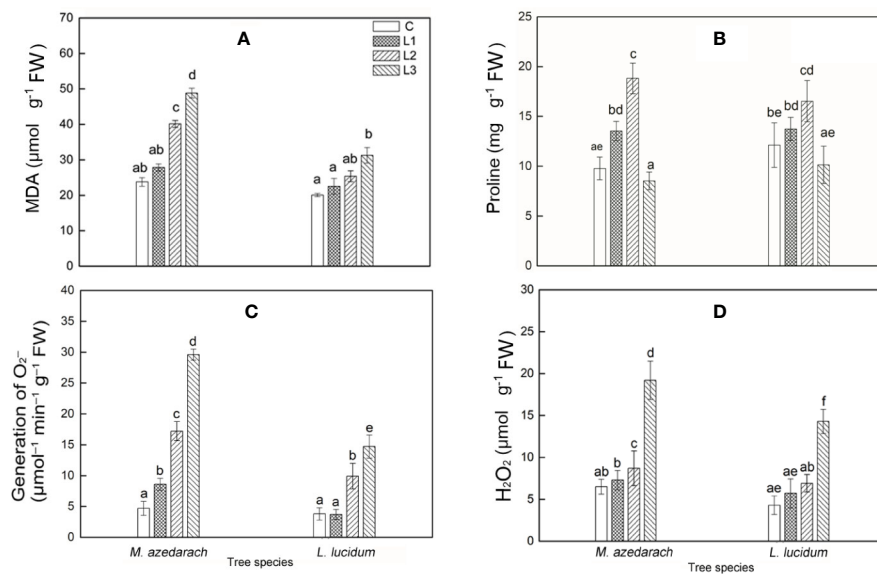 A
C
L1
L2
L3
MDA (μmol g⁻¹ FW)
70
60
50
40
30
20
10
0
ab
ab
c
d
a
a
ab
b
B
Proline (mg g⁻¹ FW)
25
20
15
10
5
0
ae
bd
c
a
be
bd
cd
ae
C
Generation of O₂⁻
(μmol⁻¹ min⁻¹ g⁻¹ FW)
40
35
30
25
20
15
10
5
0
a
b
c
d
a
a
b
e
M. azedarach
L. lucidum
Tree species
D
H₂O₂ (μmol g⁻¹ FW)
30
25
20
15
10
5
0
ab
b
c
d
ae
ae
ab
f
M. azedarach
L. lucidum
Tree species